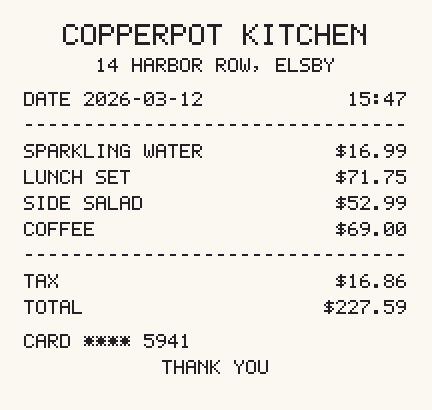 COPPERPOT KITCHEN
14 HARBOR ROW, ELSBY
DATE 2026-03-12 15:47
--------------------------------
SPARKLING WATER $16.99
LUNCH SET $71.75
SIDE SALAD $52.99
COFFEE $69.00
--------------------------------
TAX $16.86
TOTAL $227.59
CARD **** 5941
THANK YOU